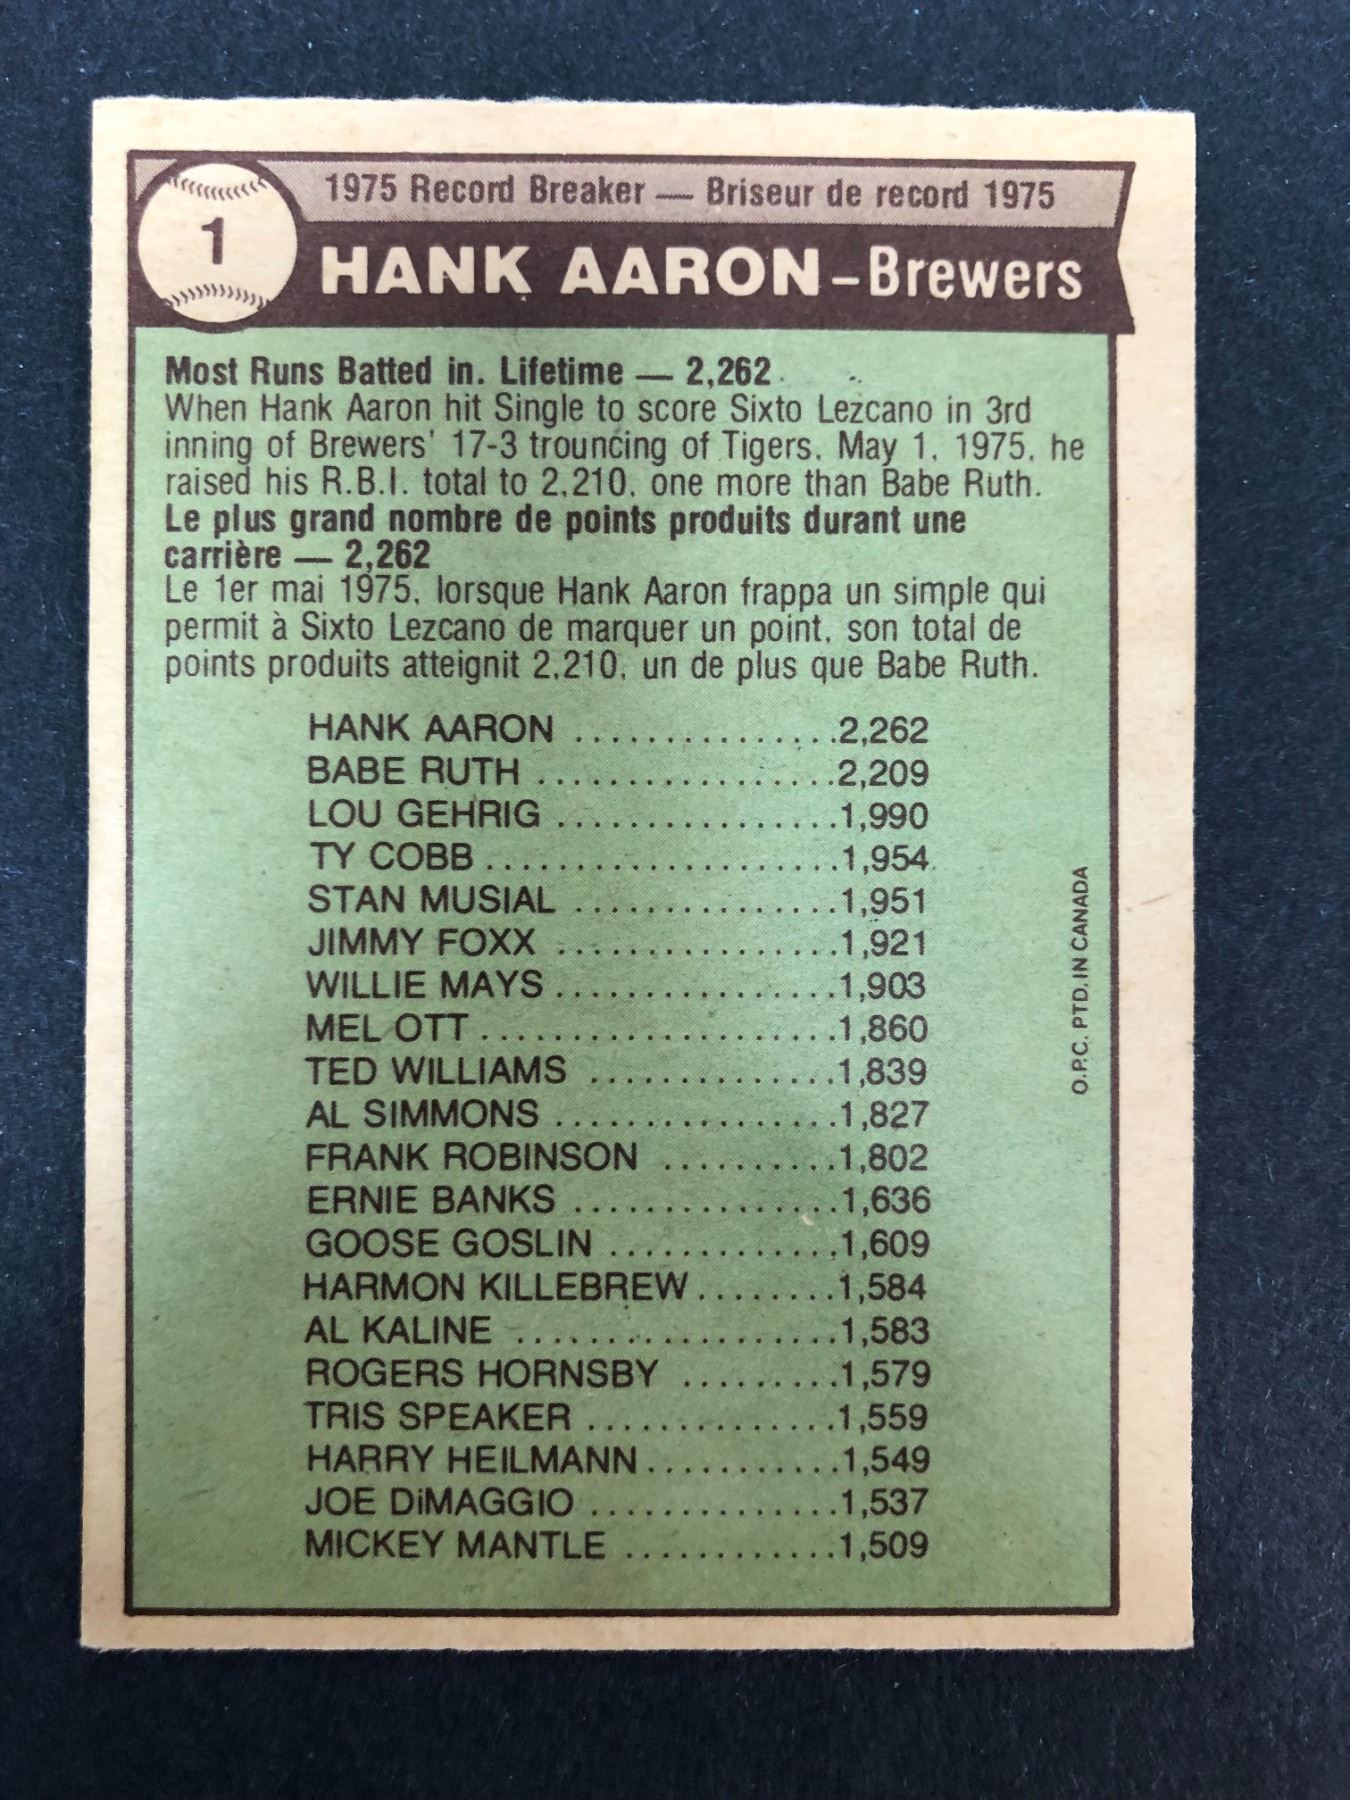 1
1975 Record Breaker — Briseur de record 1975
HANK AARON – Brewers
Most Runs Batted in. Lifetime — 2,262
When Hank Aaron hit Single to score Sixto Lezcano in 3rd
inning of Brewers' 17-3 trouncing of Tigers. May 1, 1975, he
raised his R.B.I. total to 2,210, one more than Babe Ruth.
Le plus grand nombre de points produits durant une
carrière — 2,262
Le 1er mai 1975, lorsque Hank Aaron frappa un simple qui
permit à Sixto Lezcano de marquer un point, son total de
points produits atteignit 2,210, un de plus que Babe Ruth.
HANK AARON ...............2,262
BABE RUTH .................2,209
LOU GEHRIG ................1,990
TY COBB ....................1,954
STAN MUSIAL ...............1,951
JIMMY FOXX ................1,921
WILLIE MAYS ................1,903
MEL OTT ....................1,860
TED WILLIAMS ..............1,839
AL SIMMONS ................1,827
FRANK ROBINSON ..........1,802
ERNIE BANKS ...............1,636
GOOSE GOSLIN .............1,609
HARMON KILLEBREW ........1,584
AL KALINE ..................1,583
ROGERS HORNSBY .........1,579
TRIS SPEAKER ..............1,559
HARRY HEILMANN ...........1,549
JOE DiMAGGIO ..............1,537
MICKEY MANTLE ............1,509
O.P.C. PTD. IN CANADA